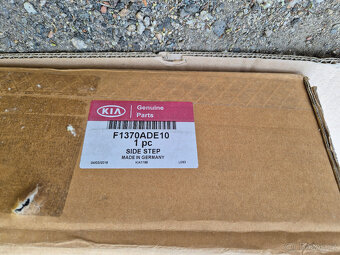 KIA
Genuine
Parts
F1370ADE10
1 pc
SIDE STEP
MADE IN GERMANY